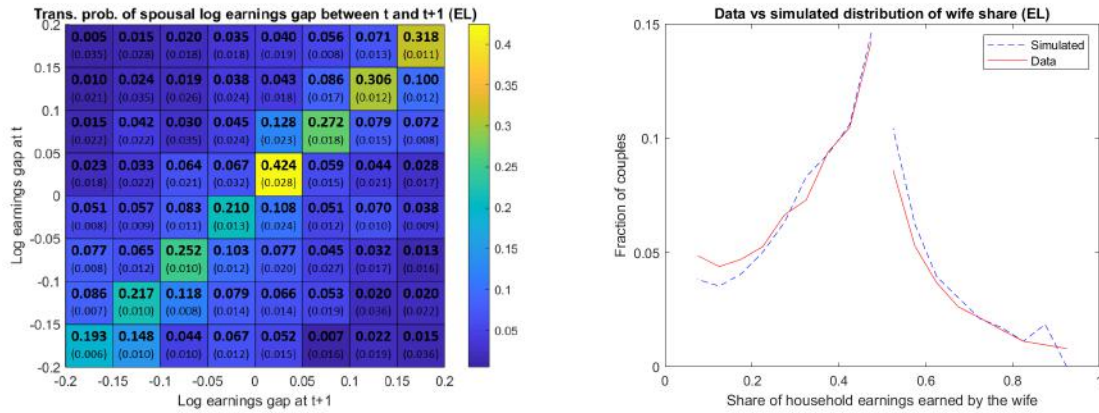 Trans. prob. of spousal log earnings gap between t and t+1 (EL)
0.2
0.005 0.015 0.020 0.035 0.040 0.056 0.071 0.318
(0.035) (0.028) (0.018) (0.018) (0.019) (0.008) (0.013) (0.011)
0.15
0.010 0.024 0.019 0.038 0.043 0.086 0.306 0.100
(0.021) (0.035) (0.026) (0.024) (0.018) (0.017) (0.012) (0.012)
0.1
0.015 0.042 0.030 0.045 0.128 0.272 0.079 0.072
(0.022) (0.022) (0.035) (0.024) (0.023) (0.018) (0.015) (0.008)
0.05
0.023 0.033 0.064 0.067 0.424 0.059 0.044 0.028
(0.018) (0.022) (0.021) (0.032) (0.028) (0.015) (0.021) (0.017)
0
0.051 0.057 0.083 0.210 0.108 0.051 0.070 0.038
(0.008) (0.009) (0.011) (0.013) (0.024) (0.012) (0.010) (0.009)
-0.05
0.077 0.065 0.252 0.103 0.077 0.045 0.032 0.013
(0.008) (0.012) (0.010) (0.012) (0.020) (0.027) (0.017) (0.016)
-0.1
0.086 0.217 0.118 0.079 0.066 0.053 0.020 0.020
(0.007) (0.010) (0.008) (0.014) (0.014) (0.019) (0.036) (0.022)
-0.15
0.193 0.148 0.044 0.067 0.052 0.007 0.022 0.015
(0.006) (0.010) (0.010) (0.012) (0.015) (0.016) (0.019) (0.036)
-0.2
-0.2 -0.15 -0.1 -0.05 0 0.05 0.1 0.15 0.2
Log earnings gap at t+1
Log earnings gap at t
0.4
0.35
0.3
0.25
0.2
0.15
0.1
0.05
Data vs simulated distribution of wife share (EL)
Simulated
Data
0.15
0.1
0.05
0
0 0.2 0.4 0.6 0.8 1
Share of household earnings earned by the wife
Fraction of couples